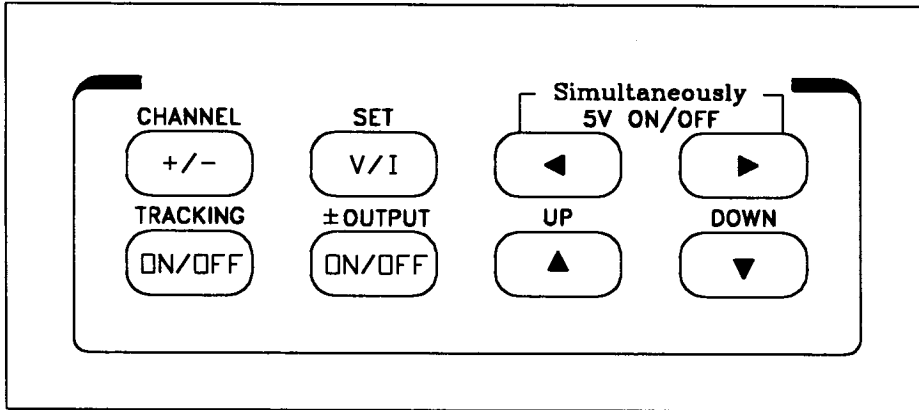 Simultaneously
CHANNEL SET 5V ON/OFF
+/- V/I ◄ ►
TRACKING ±OUTPUT UP DOWN
ON/OFF ON/OFF ▲ ▼